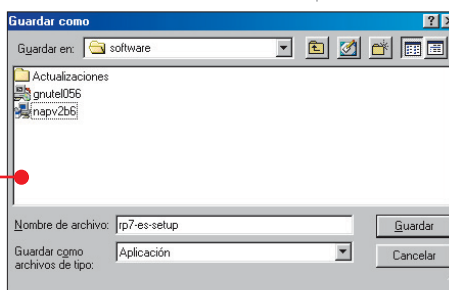 Guardar como
Guardar en: software
Actualizaciones
gnutel056
napv2b6
Nombre de archivo: rp7-es-setup Guardar
Guardar como archivos de tipo: Aplicación Cancelar